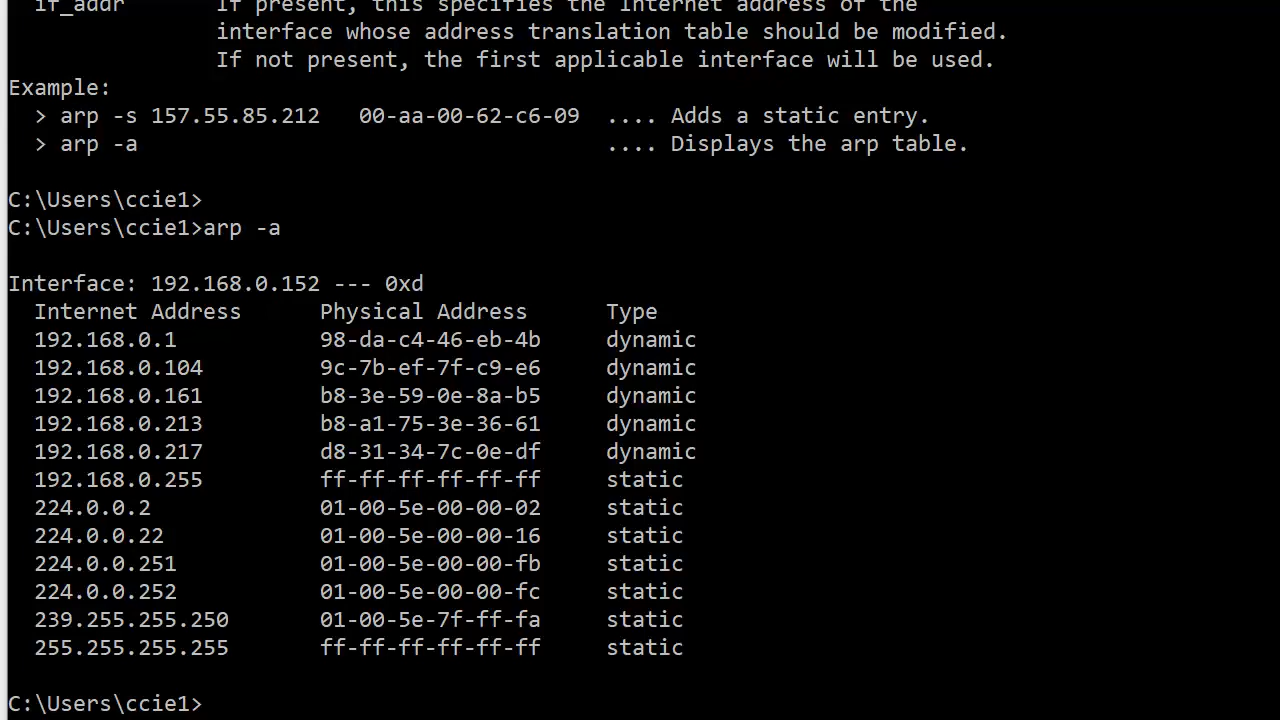 if_addr       If present, this specifies the Internet address of the
              interface whose address translation table should be modified.
              If not present, the first applicable interface will be used.
Example:
  > arp -s 157.55.85.212   00-aa-00-62-c6-09  .... Adds a static entry.
  > arp -a                                    .... Displays the arp table.
C:\Users\ccie1>
C:\Users\ccie1>arp -a
Interface: 192.168.0.152 --- 0xd
  Internet Address      Physical Address      Type
  192.168.0.1           98-da-c4-46-eb-4b     dynamic
  192.168.0.104         9c-7b-ef-7f-c9-e6     dynamic
  192.168.0.161         b8-3e-59-0e-8a-b5     dynamic
  192.168.0.213         b8-a1-75-3e-36-61     dynamic
  192.168.0.217         d8-31-34-7c-0e-df     dynamic
  192.168.0.255         ff-ff-ff-ff-ff-ff     static
  224.0.0.2             01-00-5e-00-00-02     static
  224.0.0.22            01-00-5e-00-00-16     static
  224.0.0.251           01-00-5e-00-00-fb     static
  224.0.0.252           01-00-5e-00-00-fc     static
  239.255.255.250       01-00-5e-7f-ff-fa     static
  255.255.255.255       ff-ff-ff-ff-ff-ff     static
C:\Users\ccie1>